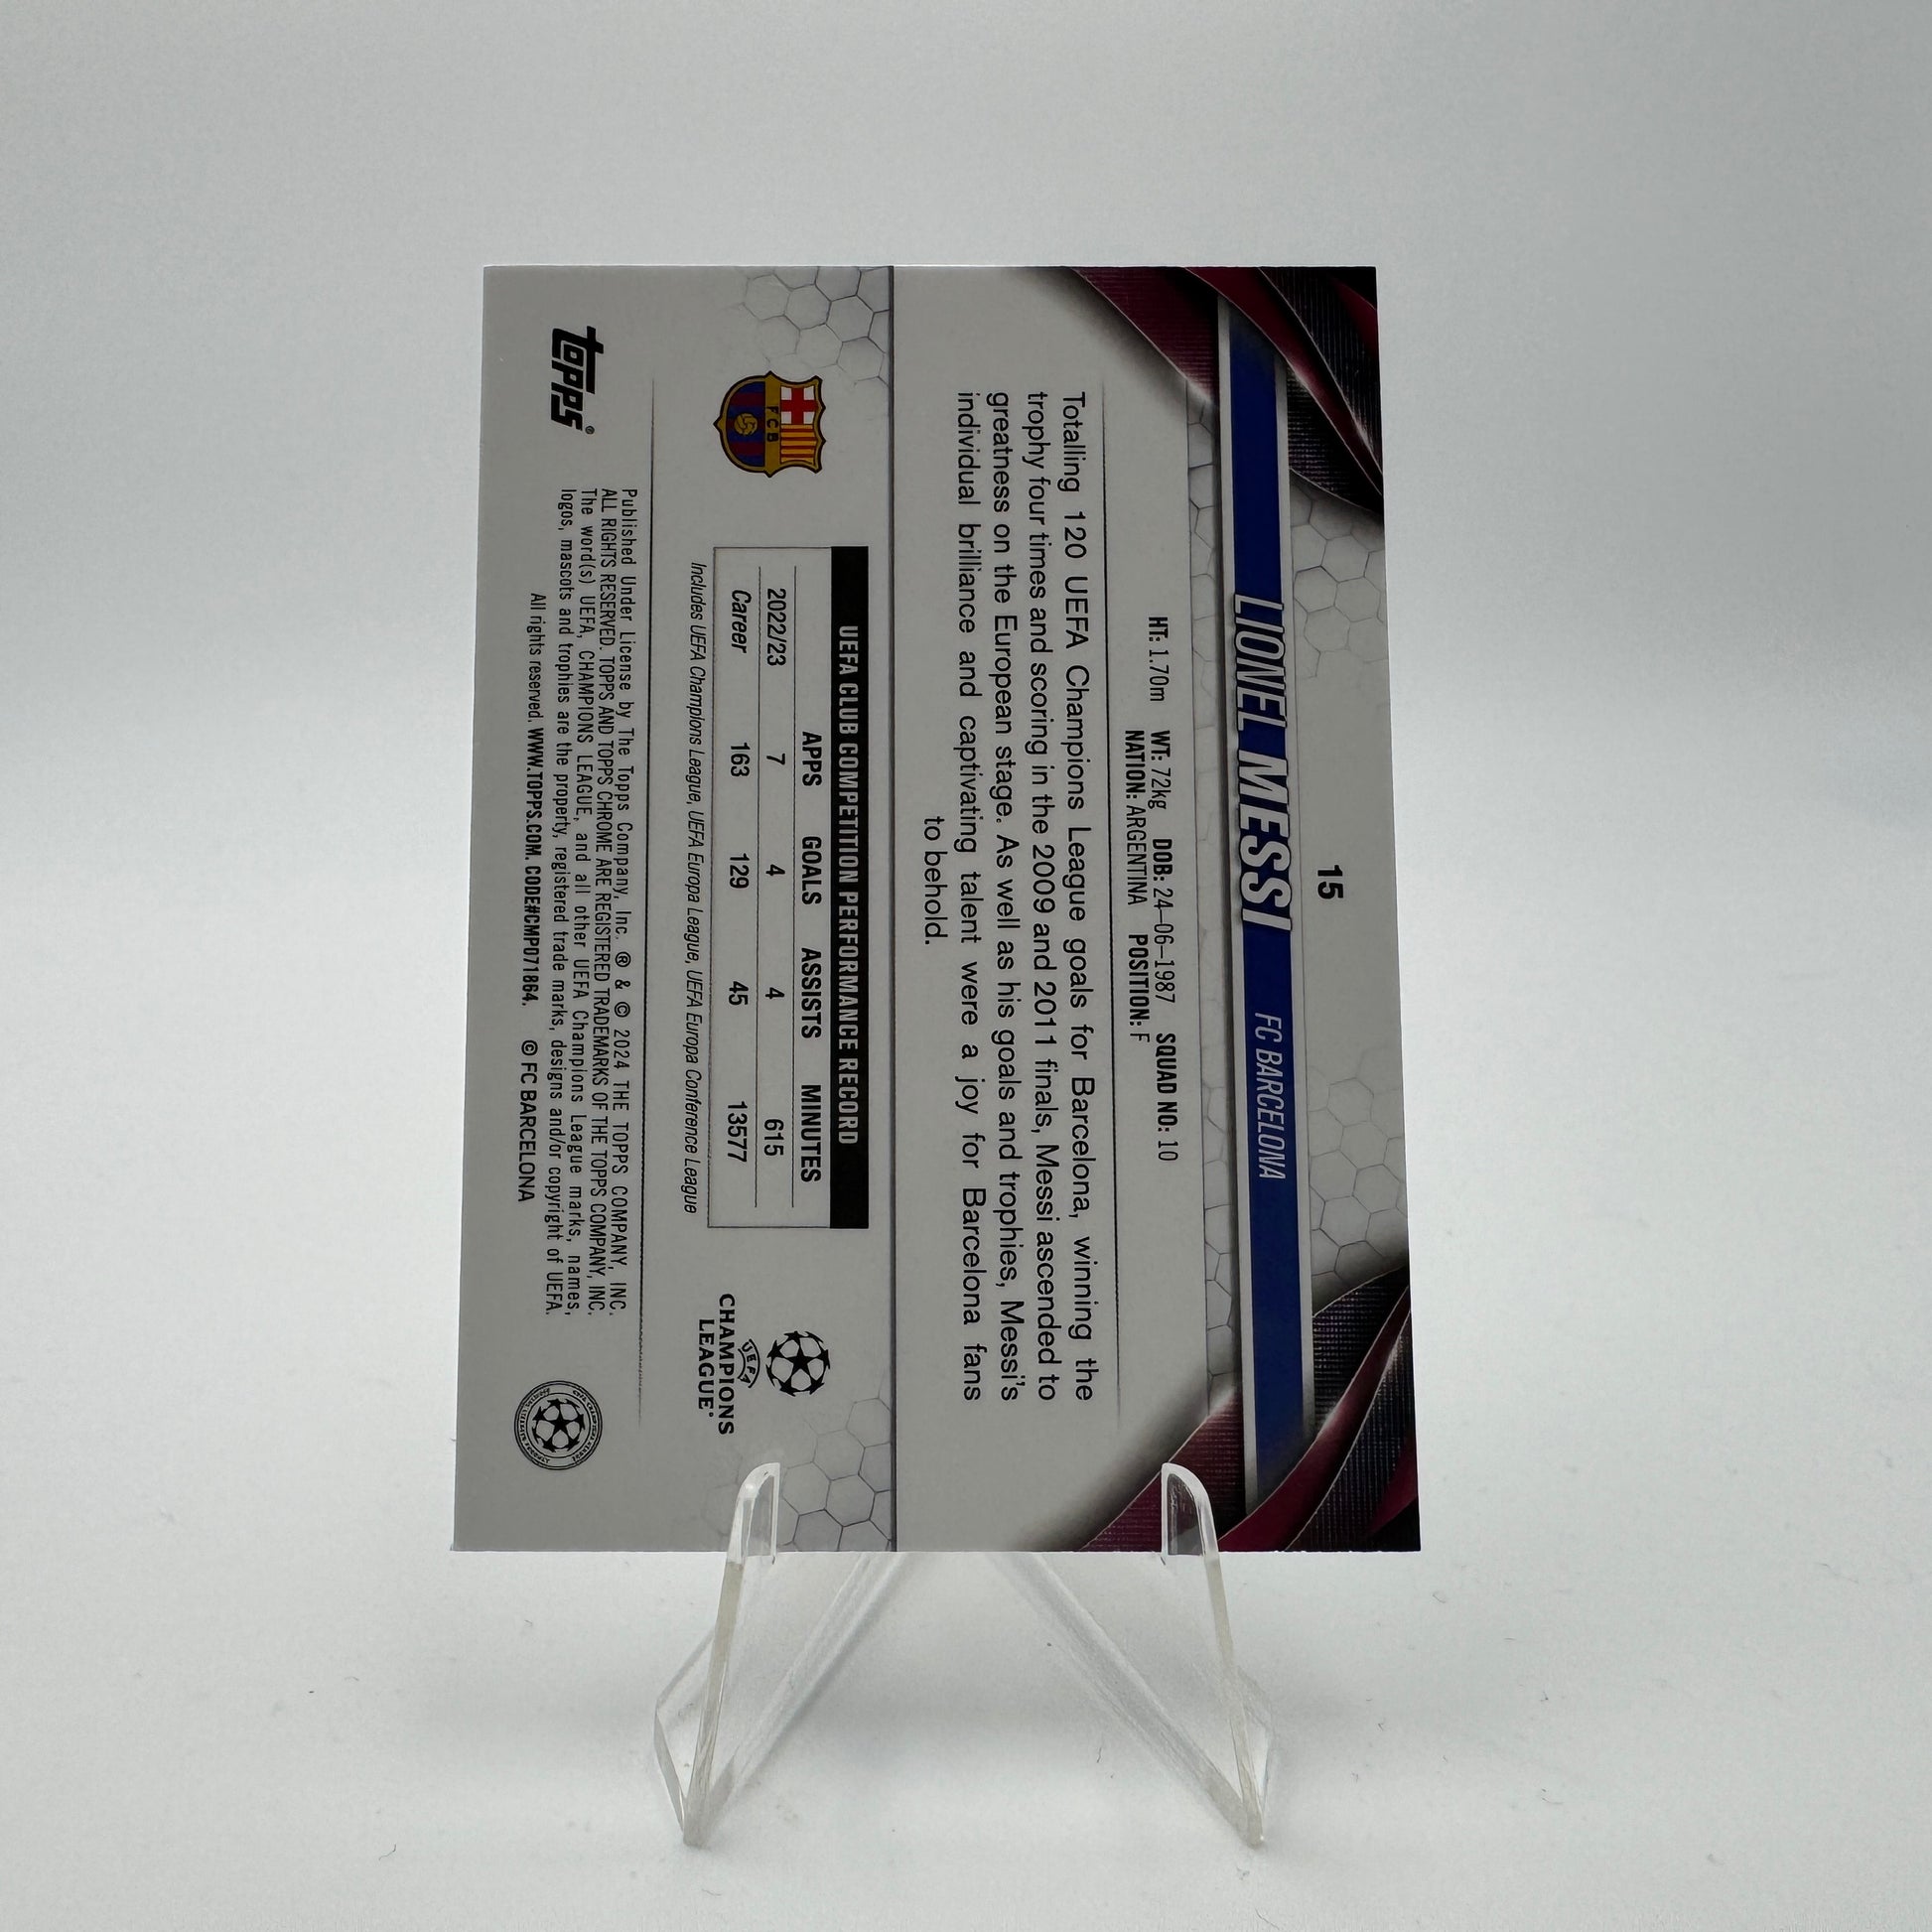 15
LIONEL MESSI FC BARCELONA
HT: 1.70m WT: 72kg DOB: 24-06-1987 SQUAD NO: 10
NATION: ARGENTINA POSITION: F
Totalling 120 UEFA Champions League goals for Barcelona, winning the
trophy four times and scoring in the 2009 and 2011 finals, Messi ascended to
greatness on the European stage. As well as his goals and trophies, Messi's
individual brilliance and captivating talent were a joy for Barcelona fans
to behold.
FCB
UEFA CLUB COMPETITION PERFORMANCE RECORD
APPS GOALS ASSISTS MINUTES
2022/23 7 4 4 615
Career 163 129 45 13577
Includes UEFA Champions League, UEFA Europa League, UEFA Europa Conference League
UEFA
CHAMPIONS
LEAGUE
topps®
Published Under License by The Topps Company, Inc. ® & © 2024 THE TOPPS COMPANY, INC.
ALL RIGHTS RESERVED. TOPPS AND TOPPS CHROME ARE REGISTERED TRADEMARKS OF THE TOPPS COMPANY, INC.
The word(s) UEFA, CHAMPIONS LEAGUE, and all other UEFA Champions League marks, names,
logos, mascots and trophies are the property, registered trade marks, designs and/or copyright of UEFA.
All rights reserved. WWW.TOPPS.COM. CODE#CMP071864. © FC BARCELONA